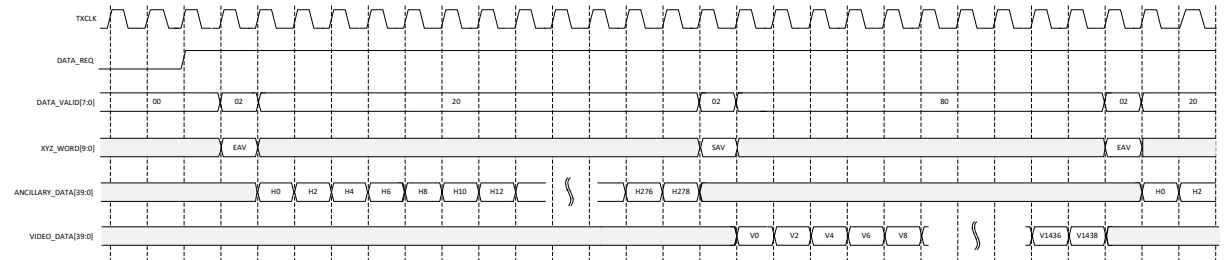 TXCLK
DATA_REQ
DATA_VALID[7:0] 00 02 20 02 80 02 20
XYZ_WORD[9:0] EAV SAV EAV
ANCILLARY_DATA[39:0] H0 H2 H4 H6 H8 H10 H12 H276 H278 H0 H2
VIDEO_DATA[39:0] V0 V2 V4 V6 V8 V1436 V1438